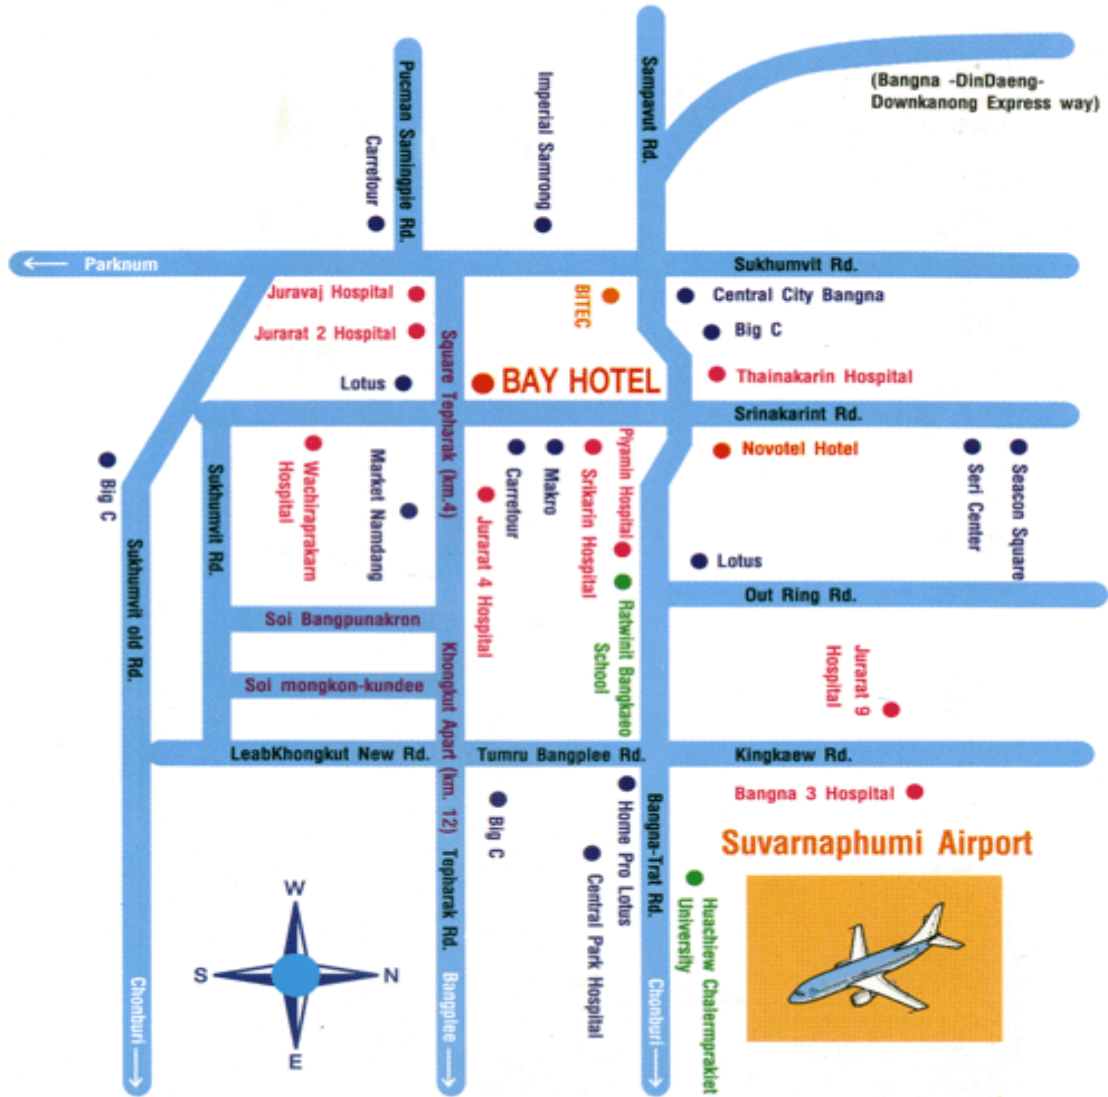 Pucman Samingpie Rd.
Carrefour
Imperial Samrong
Sampavut Rd.
(Bangna -DinDaeng-
Downkanong Express way)
Parknum
Sukhumvit Rd.
Juravaj Hospital
Jurarat 2 Hospital
Lotus
Square Tepharak (km.4)
BITEC
BAY HOTEL
Central City Bangna
Big C
Thainakarin Hospital
Srinakarint Rd.
Big C
Sukhumvit old Rd.
Sukhumvit Rd.
Wachiraprakarn
Hospital
Market Namdang
Jurarat 4 Hospital
Carrefour
Makro
Srikarin Hospital
Piyamin Hospital
Ratwinit Bangkaeo
School
Novotel Hotel
Seri Center
Seacon Square
Lotus
Out Ring Rd.
Soi Bangpunakron
Soi mongkon-kundee
Khongkut Apart (km. 12)
Jurarat 9
Hospital
LeabKhongkut New Rd.
Tumru Bangplee Rd.
Kingkaew Rd.
Bangna 3 Hospital
Tepharak Rd.
Big C
Central Park Hospital
Home Pro Lotus
Bangna-Trat Rd.
Suvarnaphumi Airport
Huachiew Chalermprakiet
University
W
S
N
E
Chonburi
Bangplee
Chonburi